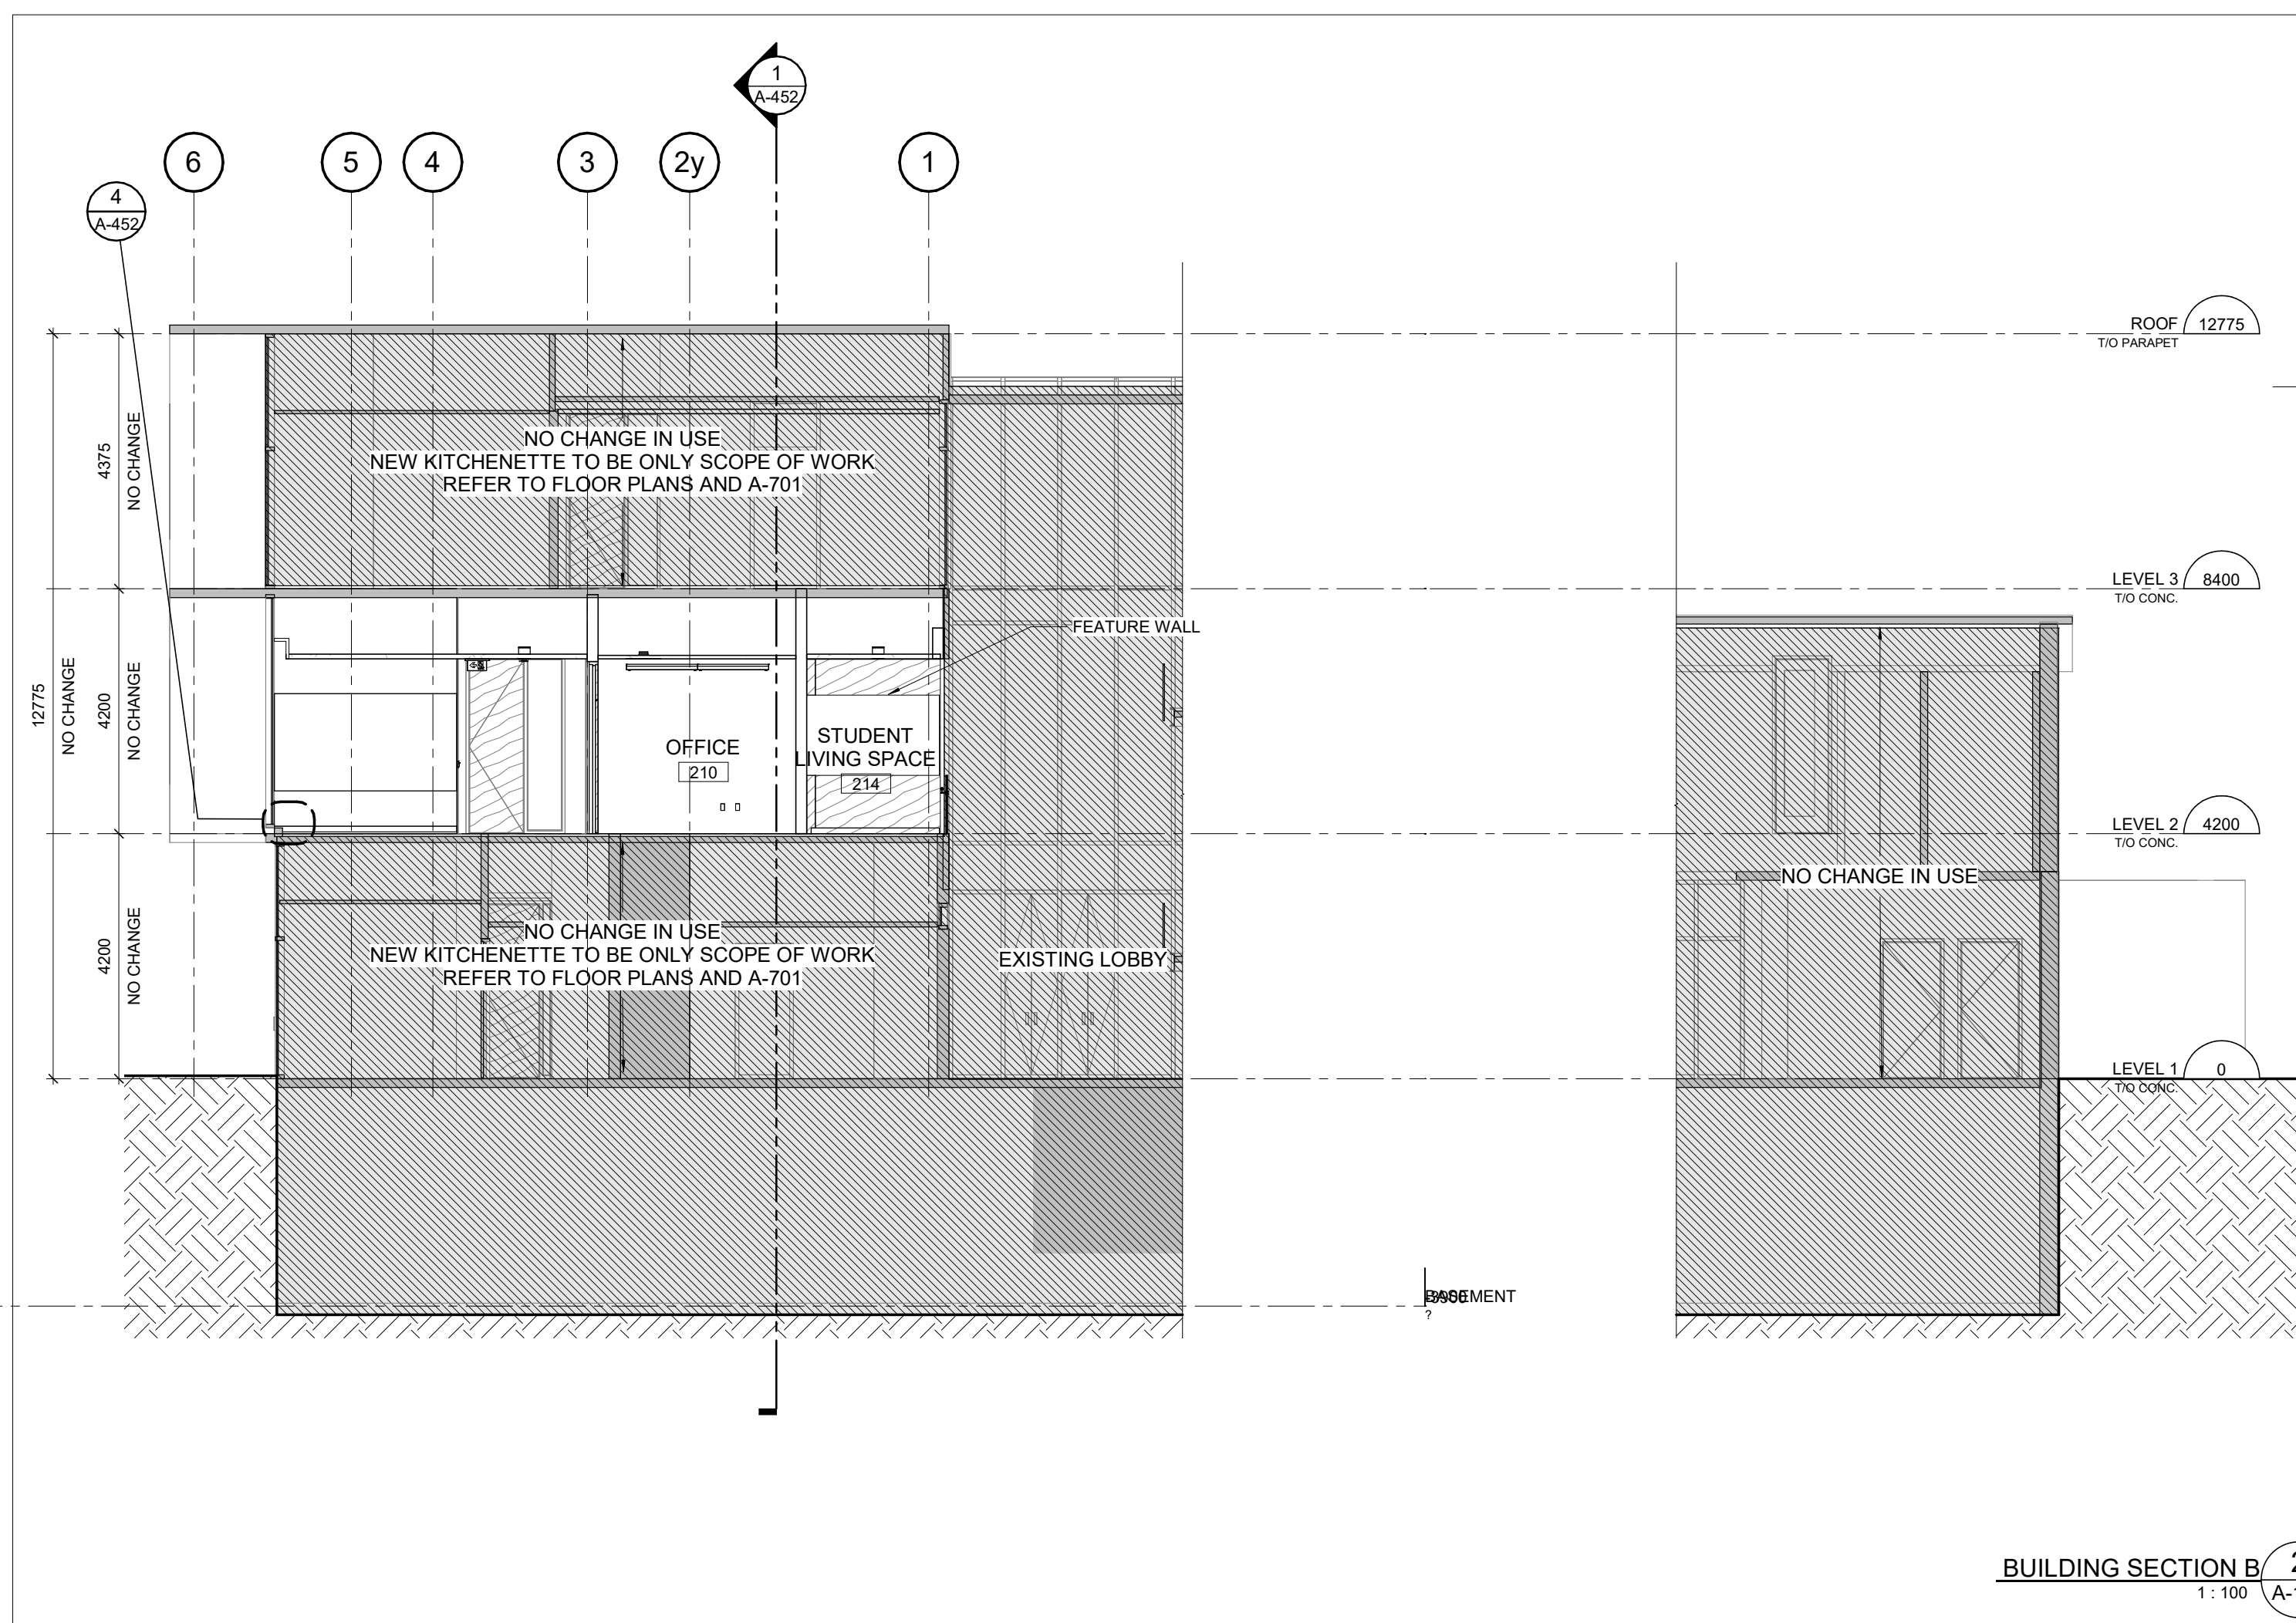 1
A-452
6
5
4
3
2y
1
4
A-452
ROOF 12775
T/O PARAPET
4375
NO CHANGE
NO CHANGE IN USE
NEW KITCHENETTE TO BE ONLY SCOPE OF WORK
REFER TO FLOOR PLANS AND A-701
LEVEL 3 8400
T/O CONC.
FEATURE WALL
12775
NO CHANGE
4200
NO CHANGE
OFFICE
210
STUDENT
LIVING SPACE
214
LEVEL 2 4200
T/O CONC.
NO CHANGE IN USE
4200
NO CHANGE
NO CHANGE IN USE
NEW KITCHENETTE TO BE ONLY SCOPE OF WORK
REFER TO FLOOR PLANS AND A-701
EXISTING LOBBY
LEVEL 1 0
T/O CONC.
BASEMENT
?
BUILDING SECTION B
1 : 100